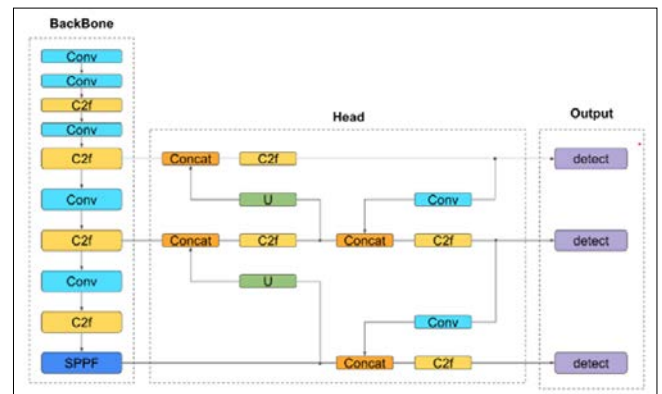 BackBone
Conv
Conv
C2f
Conv
C2f
Conv
C2f
Conv
C2f
SPPF
Head
Concat
C2f
U
Conv
Concat
C2f
Concat
C2f
U
Conv
Concat
C2f
Output
detect
detect
detect